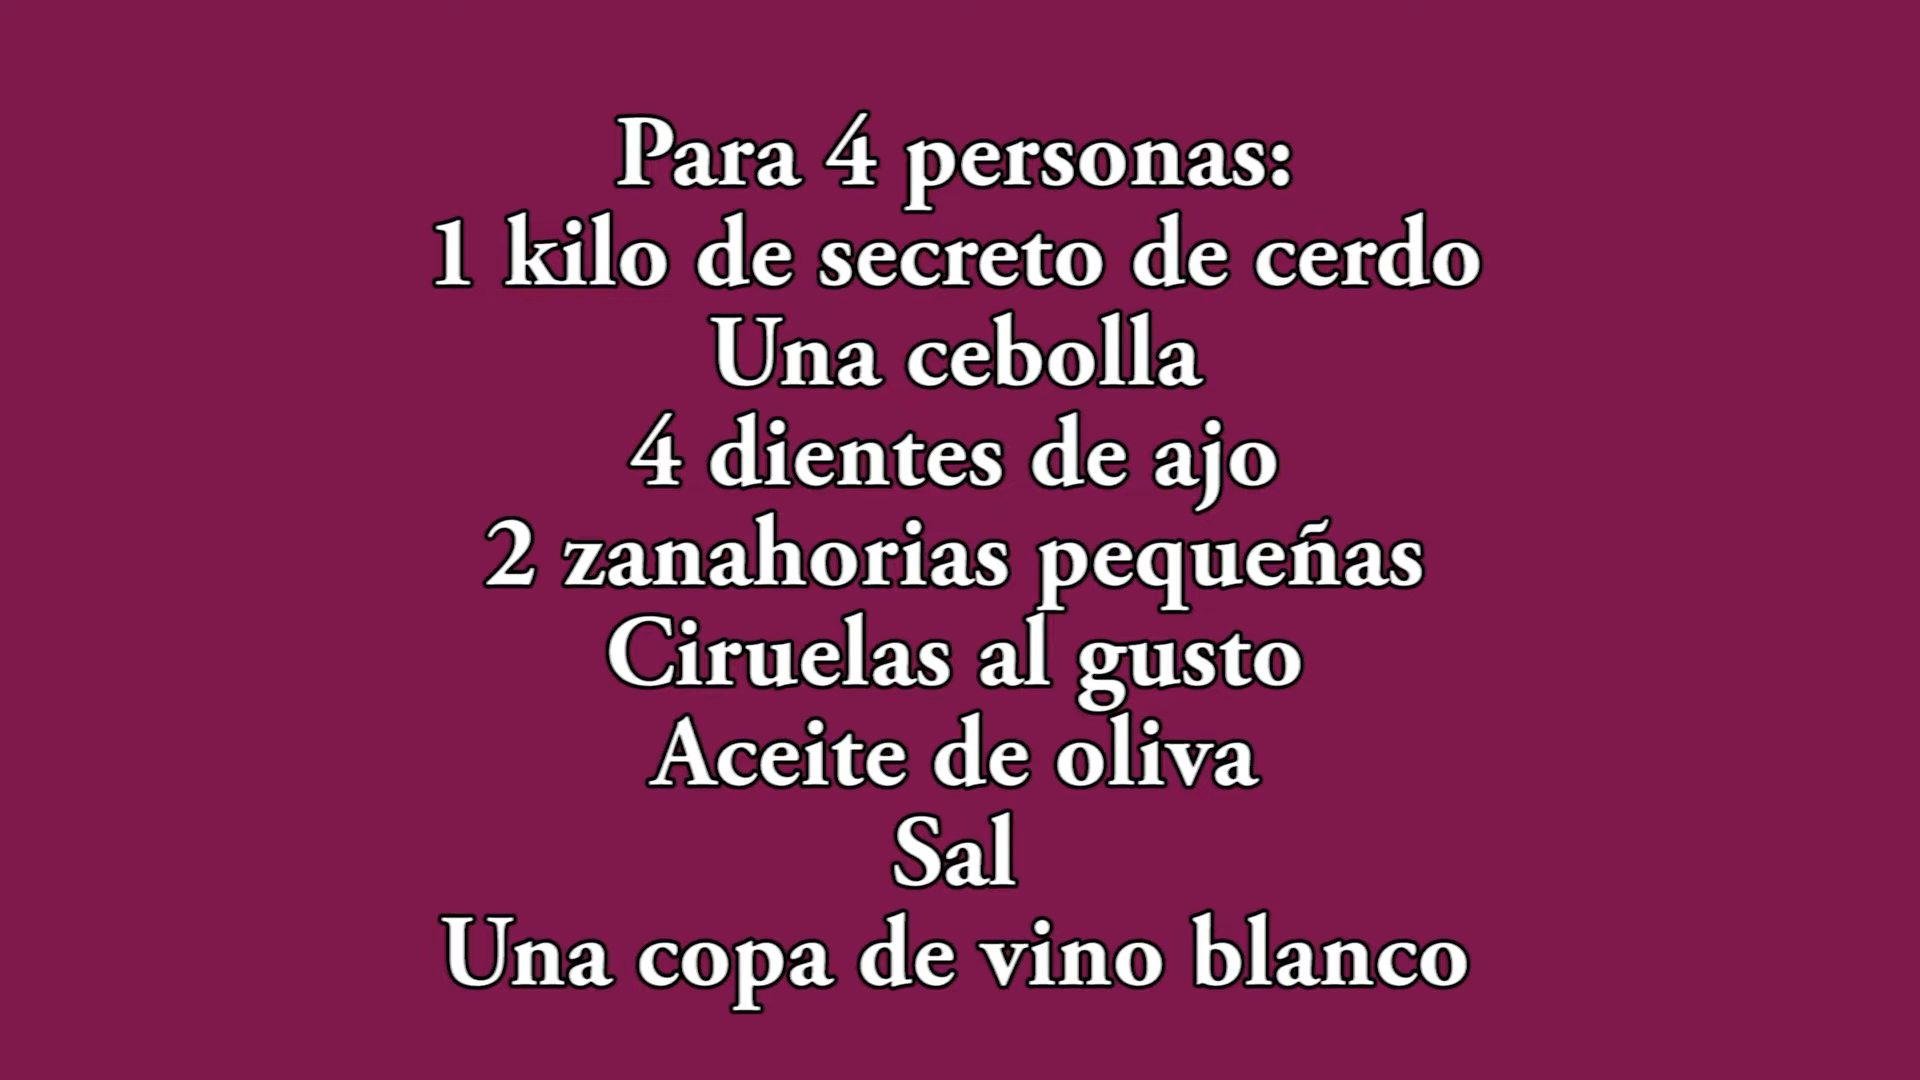 Para 4 personas:
1 kilo de secreto de cerdo
Una cebolla
4 dientes de ajo
2 zanahorias pequeñas
Ciruelas al gusto
Aceite de oliva
Sal
Una copa de vino blanco